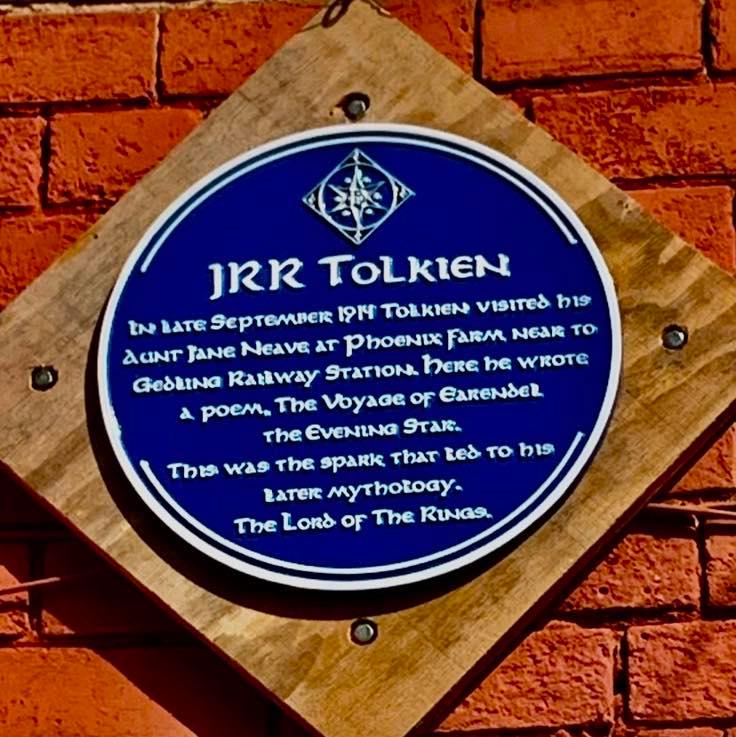 JRR Tolkien
In late September 1914 Tolkien visited his
aunt Jane Neave at Phoenix Farm, near to
Gedling Railway Station. Here he wrote
a poem, The Voyage of Earendel
the Evening Star.
This was the spark that led to his
later mythology.
The Lord of The Rings.